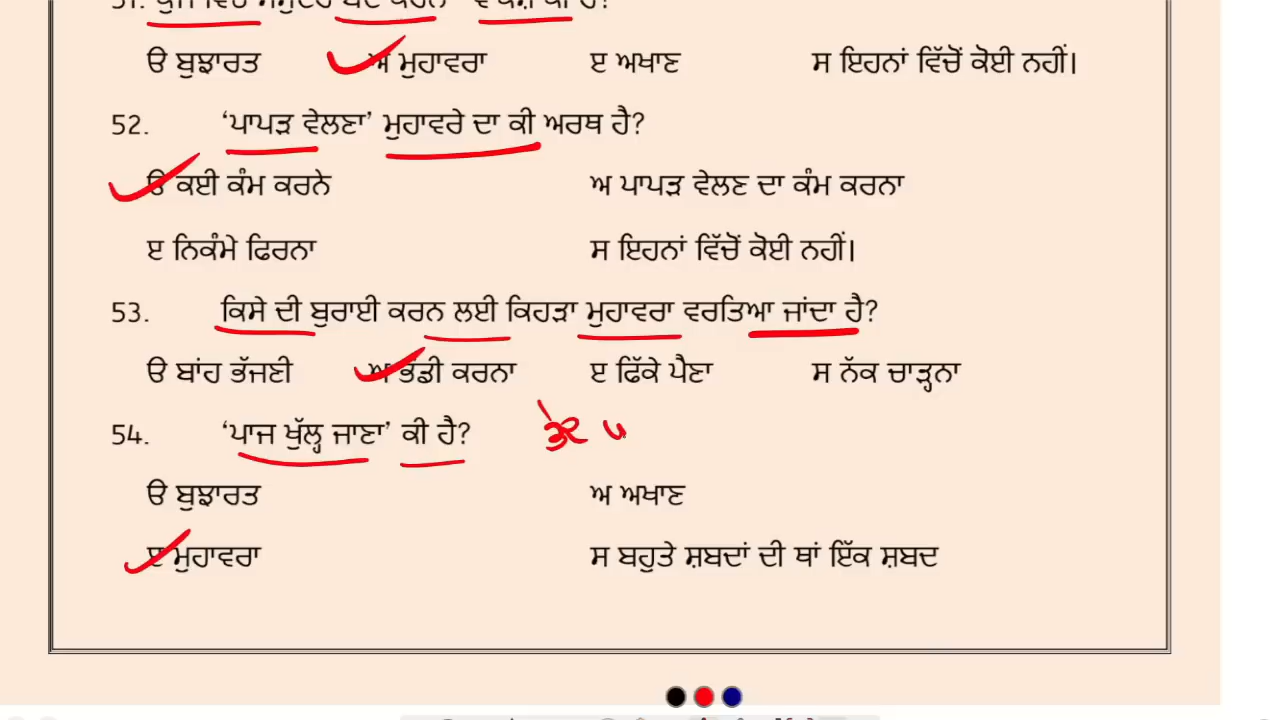 ੳ ਬੁਝਾਰਤ ਅ ਮੁਹਾਵਰਾ ੲ ਅਖਾਣ ਸ ਇਹਨਾਂ ਵਿੱਚੋਂ ਕੋਈ ਨਹੀਂ।
52. ‘ਪਾਪੜ ਵੇਲਣਾ’ ਮੁਹਾਵਰੇ ਦਾ ਕੀ ਅਰਥ ਹੈ?
ੳ ਕਈ ਕੰਮ ਕਰਨੇ ਅ ਪਾਪੜ ਵੇਲਣ ਦਾ ਕੰਮ ਕਰਨਾ
ੲ ਨਿਕੰਮੇ ਫਿਰਨਾ ਸ ਇਹਨਾਂ ਵਿੱਚੋਂ ਕੋਈ ਨਹੀਂ।
53. ਕਿਸੇ ਦੀ ਬੁਰਾਈ ਕਰਨ ਲਈ ਕਿਹੜਾ ਮੁਹਾਵਰਾ ਵਰਤਿਆ ਜਾਂਦਾ ਹੈ?
ੳ ਬਾਂਹ ਭੱਜਣੀ ਅ ਭੰਡੀ ਕਰਨਾ ੲ ਫਿੱਕੇ ਪੈਣਾ ਸ ਨੱਕ ਚਾੜ੍ਹਨਾ
54. ‘ਪਾਜ ਖੁੱਲ੍ਹ ਜਾਣਾ’ ਕੀ ਹੈ?
ੳ ਬੁਝਾਰਤ ਅ ਅਖਾਣ
ੲ ਮੁਹਾਵਰਾ ਸ ਬਹੁਤੇ ਸ਼ਬਦਾਂ ਦੀ ਥਾਂ ਇੱਕ ਸ਼ਬਦ